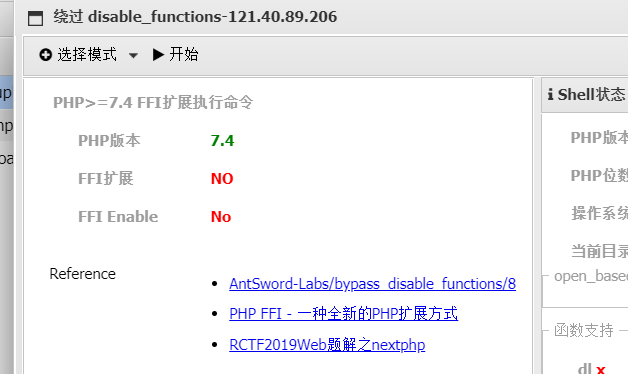 绕过 disable_functions-121.40.89.206
选择模式 开始
PHP>=7.4 FFI扩展执行命令
PHP版本 7.4
FFI扩展 NO
FFI Enable No
Reference
AntSword-Labs/bypass_disable_functions/8
PHP FFI - 一种全新的PHP扩展方式
RCTF2019Web题解之nextphp
Shell状态
PHP版本
PHP位数
操作系统
当前目录
函数支持
dl x